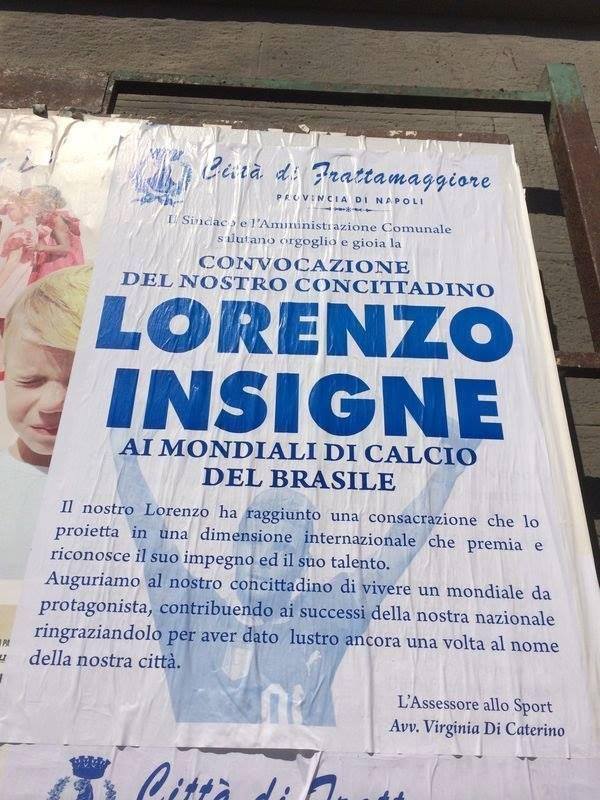 Città di Frattamaggiore
PROVINCIA DI NAPOLI
Il Sindaco e l'Amministrazione Comunale
salutano orgoglio e gioia la
CONVOCAZIONE
DEL NOSTRO CONCITTADINO
LORENZO
INSIGNE
AI MONDIALI DI CALCIO
DEL BRASILE
Il nostro Lorenzo ha raggiunto una consacrazione che lo
proietta in una dimensione internazionale che premia e
riconosce il suo impegno ed il suo talento.
Auguriamo al nostro concittadino di vivere un mondiale da
protagonista, contribuendo ai successi della nostra nazionale
ringraziandolo per aver dato lustro ancora una volta al nome
della nostra città.
L'Assessore allo Sport
Avv. Virginia Di Caterino
Città di